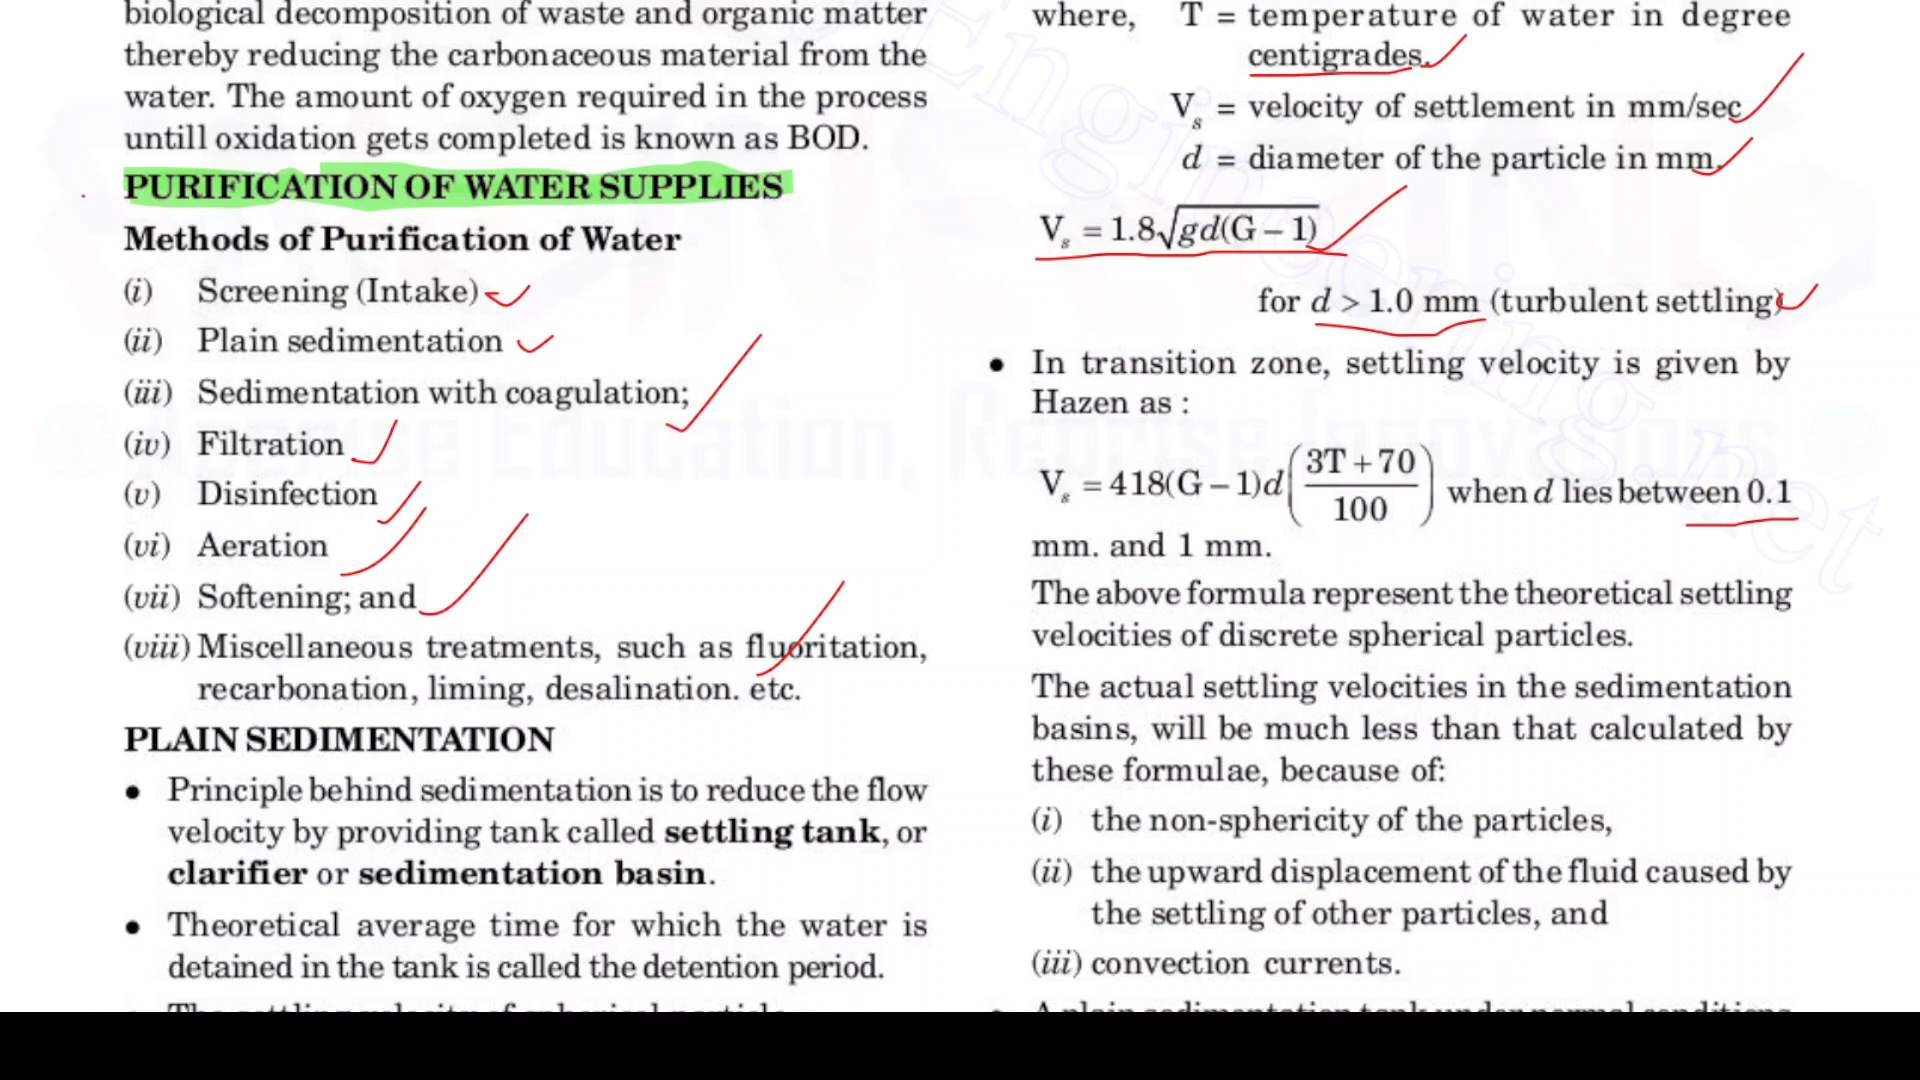 biological decomposition of waste and organic matter
thereby reducing the carbonaceous material from the
water. The amount of oxygen required in the process
untill oxidation gets completed is known as BOD.
PURIFICATION OF WATER SUPPLIES
Methods of Purification of Water
(i) Screening (Intake)
(ii) Plain sedimentation
(iii) Sedimentation with coagulation;
(iv) Filtration
(v) Disinfection
(vi) Aeration
(vii) Softening; and
(viii) Miscellaneous treatments, such as fluoritation,
recarbonation, liming, desalination. etc.
PLAIN SEDIMENTATION
• Principle behind sedimentation is to reduce the flow
velocity by providing tank called settling tank, or
clarifier or sedimentation basin.
• Theoretical average time for which the water is
detained in the tank is called the detention period.
where, T = temperature of water in degree
centigrades.
Vs = velocity of settlement in mm/sec
d = diameter of the particle in mm.
Vs = 1.8√gd(G – 1)
for d > 1.0 mm (turbulent settling)
• In transition zone, settling velocity is given by
Hazen as :
Vs = 418(G – 1)d(3T + 70 / 100) when d lies between 0.1
mm. and 1 mm.
The above formula represent the theoretical settling
velocities of discrete spherical particles.
The actual settling velocities in the sedimentation
basins, will be much less than that calculated by
these formulae, because of:
(i) the non-sphericity of the particles,
(ii) the upward displacement of the fluid caused by
the settling of other particles, and
(iii) convection currents.